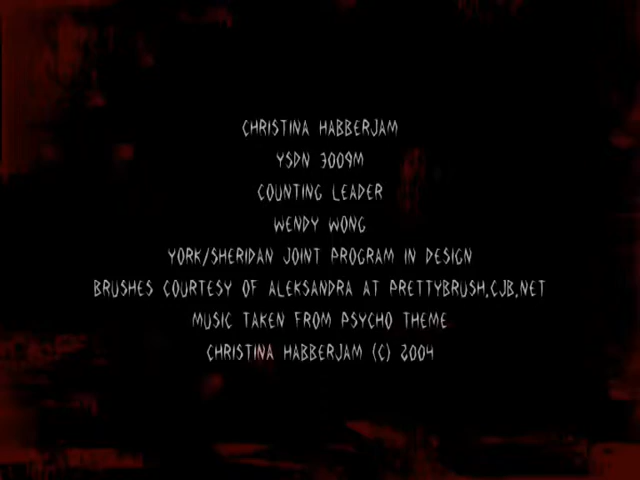 CHRISTINA HABBERJAM
YSDN 3009M
COUNTING LEADER
WENDY WONG
YORK/SHERIDAN JOINT PROGRAM IN DESIGN
BRUSHES COURTESY OF ALEKSANDRA AT PRETTYBRUSH.CJB.NET
MUSIC TAKEN FROM PSYCHO THEME
CHRISTINA HABBERJAM (C) 2004